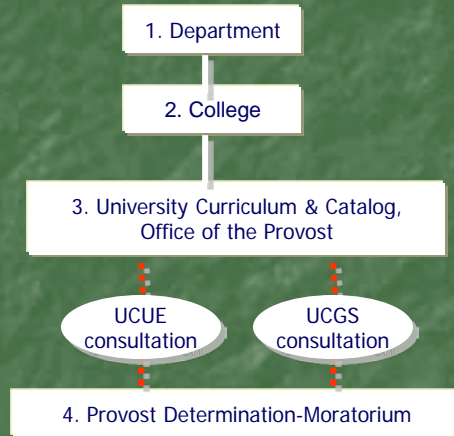 1. Department
2. College
3. University Curriculum & Catalog,
Office of the Provost
UCUE
consultation
UCGS
consultation
4. Provost Determination-Moratorium